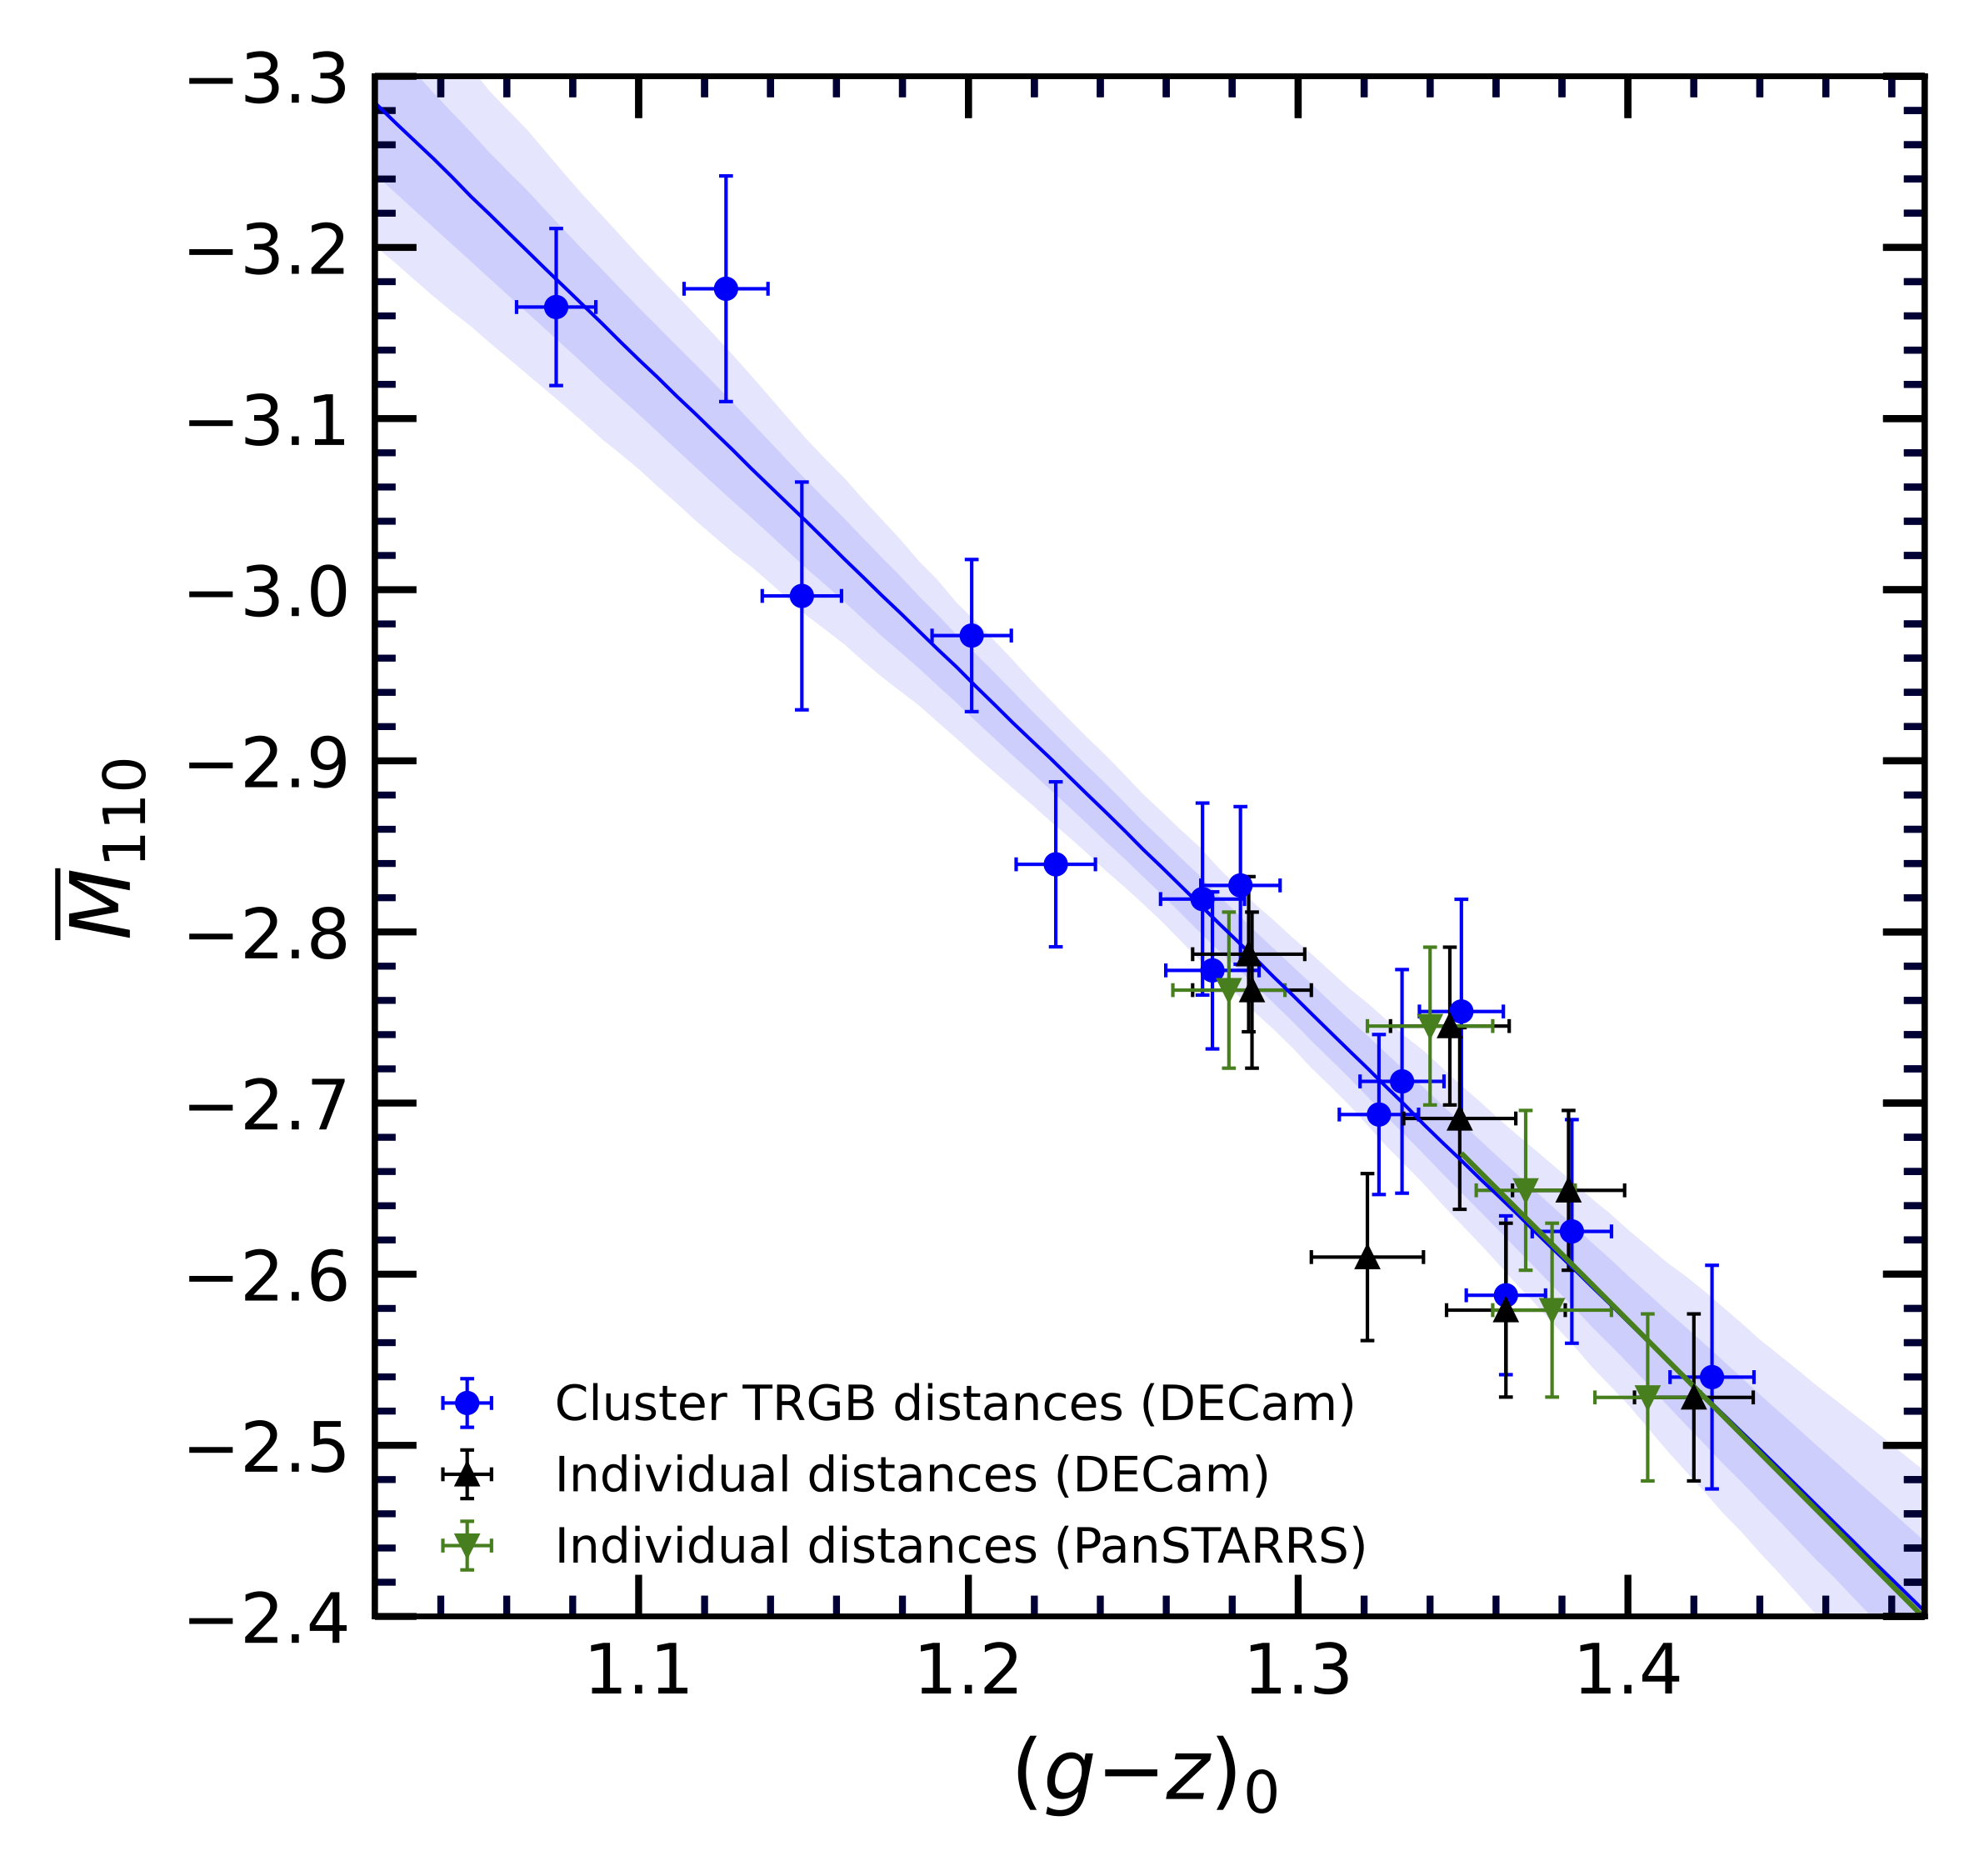 −3.3
−3.2
−3.1
−3.0
−2.9
−2.8
−2.7
−2.6
−2.5
−2.4
M̅₁₁₀
Cluster TRGB distances (DECam)
Individual distances (DECam)
Individual distances (PanSTARRS)
1.1 1.2 1.3 1.4
(g−z)₀